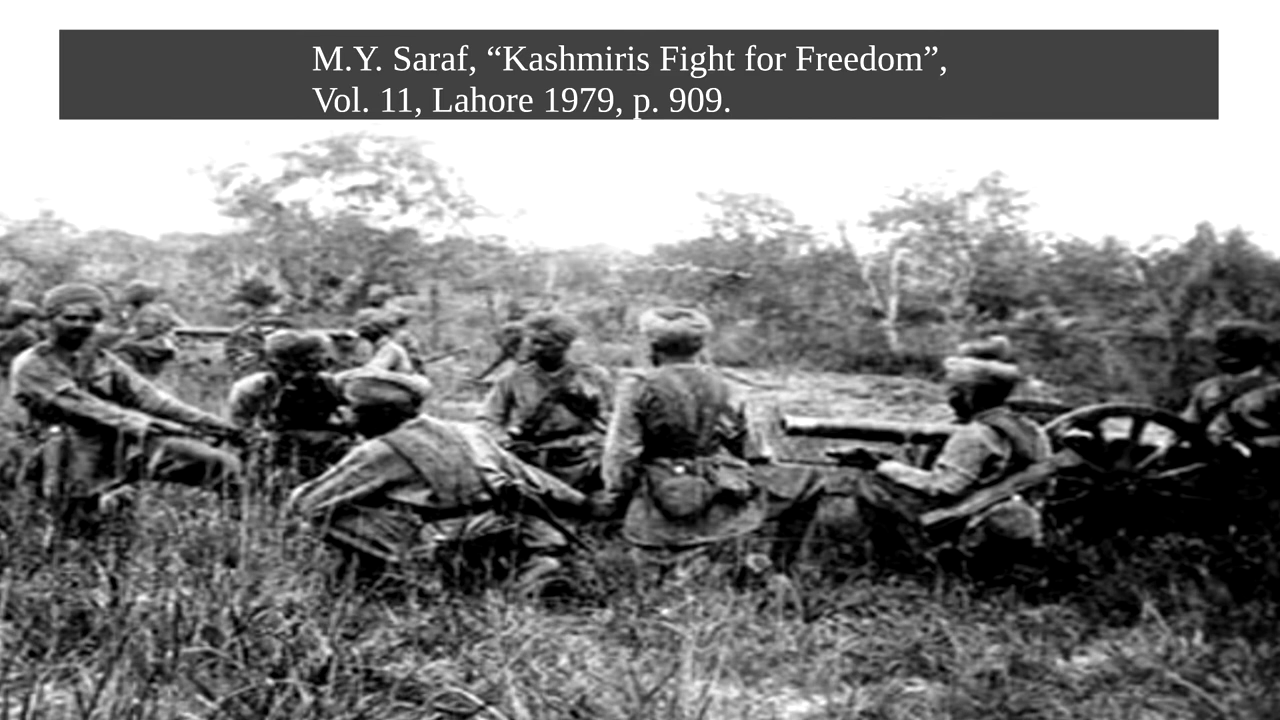 M.Y. Saraf, “Kashmiris Fight for Freedom”,
Vol. 11, Lahore 1979, p. 909.